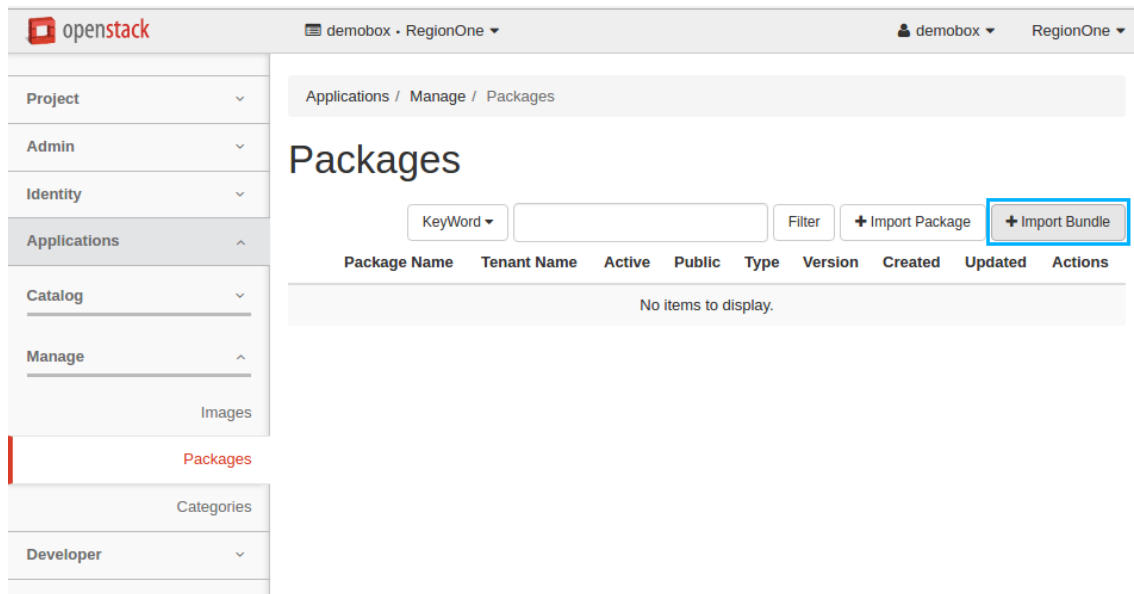 openstack
demobox • RegionOne
demobox
RegionOne
Project
Admin
Identity
Applications
Catalog
Manage
Images
Packages
Categories
Developer
Applications / Manage / Packages
Packages
KeyWord
Filter
+ Import Package
+ Import Bundle
Package Name Tenant Name Active Public Type Version Created Updated Actions
No items to display.